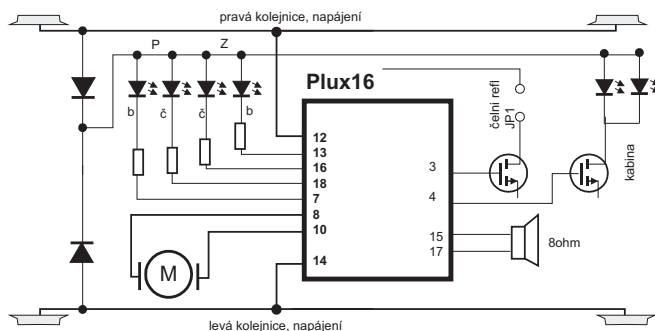 pravá kolejnice, napájení
P Z
b č č b
Plux16
12
13
16
18
7
8
10
14
3
4
15
17
čelni refl
JP1
kabina
8ohm
M
levá kolejnice, napájení